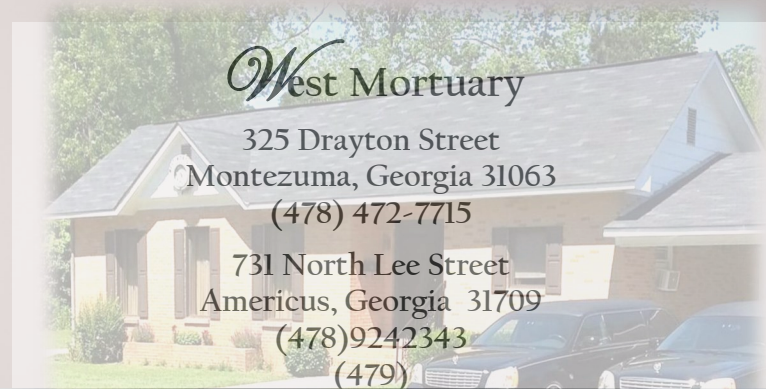 West Mortuary
325 Drayton Street
Montezuma, Georgia 31063
(478) 472-7715
731 North Lee Street
Americus, Georgia 31709
(478)9242343
(479)